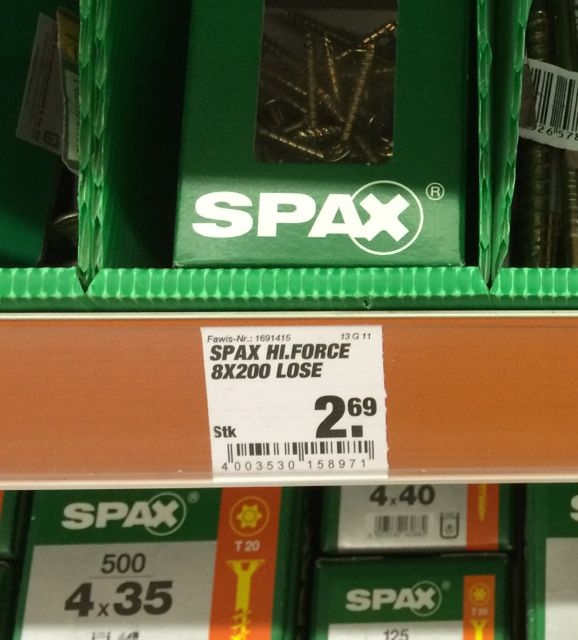 SPAX®
Fawis-Nr.: 1691415 13 G 11
SPAX HI.FORCE
8X200 LOSE
2.69
Stk
4 003530 158971
SPAX®
T 20
500
4x35
4x40
SPAX
T 20
125